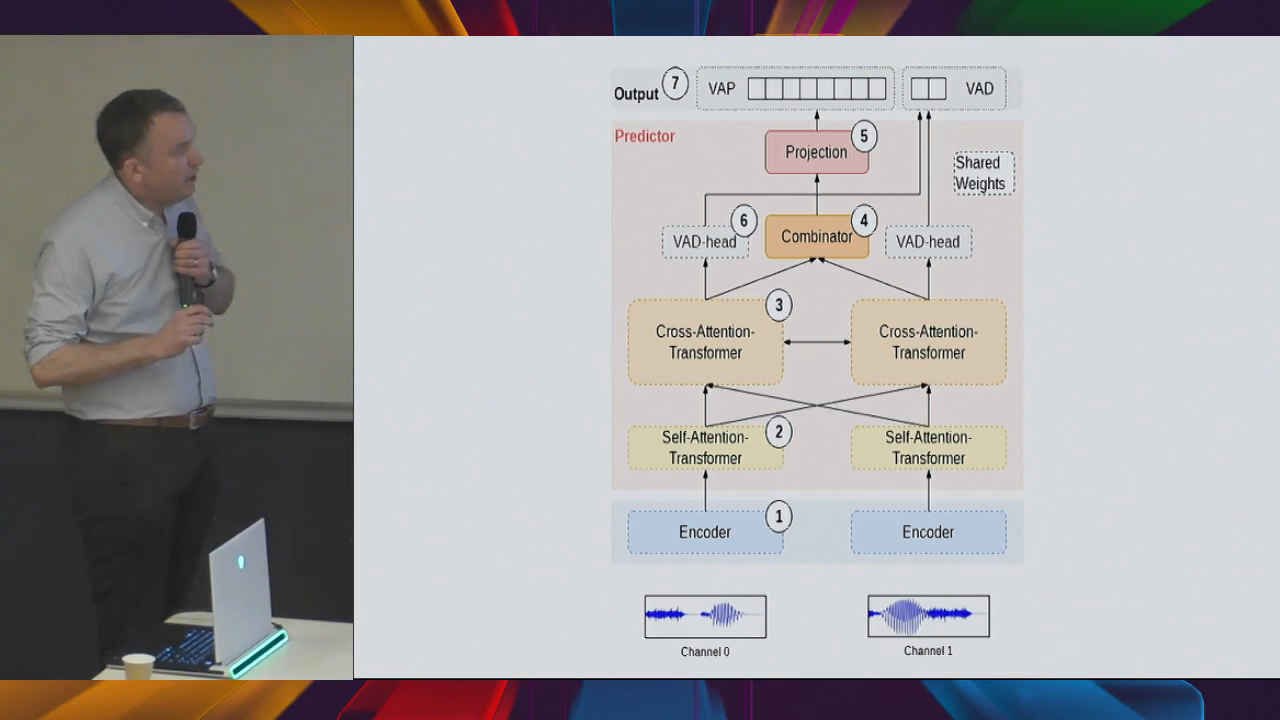 Output
7
VAP
VAD
Predictor
5
Projection
Shared
Weights
6
4
VAD-head
Combinator
VAD-head
3
Cross-Attention-
Transformer
Cross-Attention-
Transformer
2
Self-Attention-
Transformer
Self-Attention-
Transformer
1
Encoder
Encoder
Channel 0
Channel 1